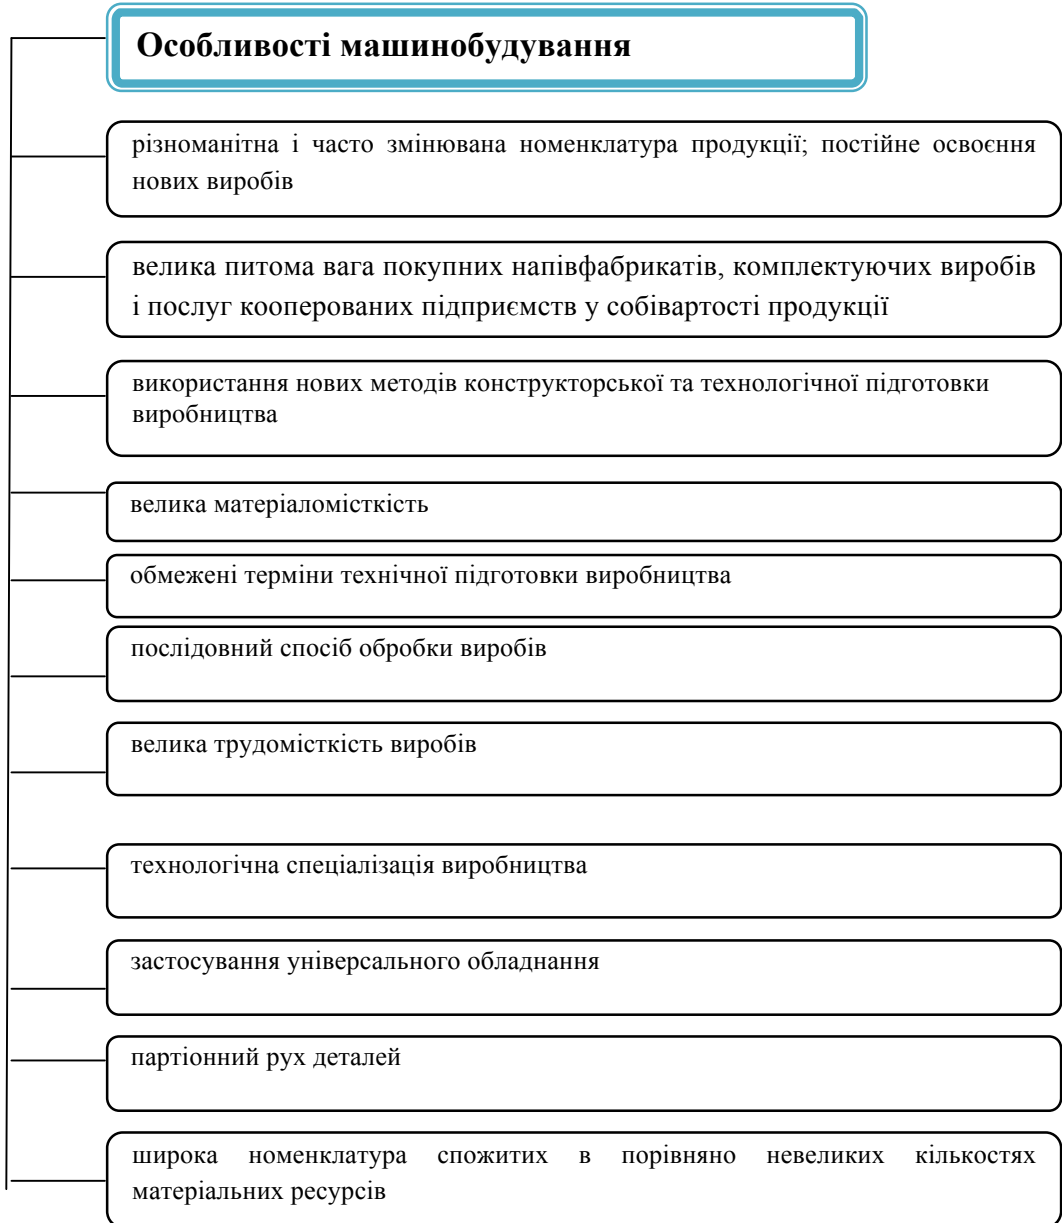 Особливості машинобудування
різноманітна і часто змінювана номенклатура продукції; постійне освоєння
нових виробів
велика питома вага покупних напівфабрикатів, комплектуючих виробів
і послуг кооперованих підприємств у собівартості продукції
використання нових методів конструкторської та технологічної підготовки
виробництва
велика матеріаломісткість
обмежені терміни технічної підготовки виробництва
послідовний спосіб обробки виробів
велика трудомісткість виробів
технологічна спеціалізація виробництва
застосування універсального обладнання
партіонний рух деталей
широка номенклатура спожитих в порівняно невеликих кількостях
матеріальних ресурсів